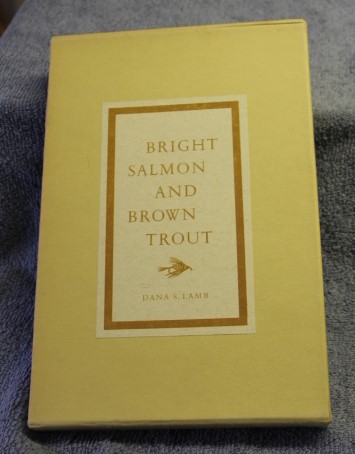 BRIGHT
SALMON
AND
BROWN
TROUT
DANA S. LAMB